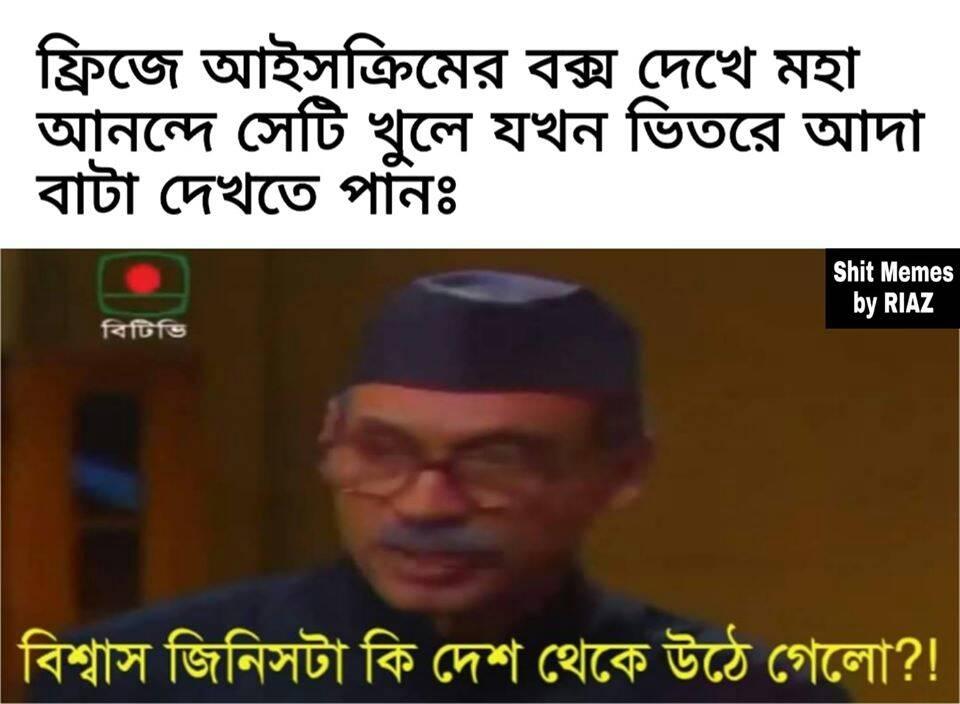 ফ্রিজে আইসক্রিমের বক্স দেখে মহা
আনন্দে সেটি খুলে যখন ভিতরে আদা
বাটা দেখতে পানঃ
Shit Memes
by RIAZ
বিটিভি
বিশ্বাস জিনিসটা কি দেশ থেকে উঠে গেলো?!